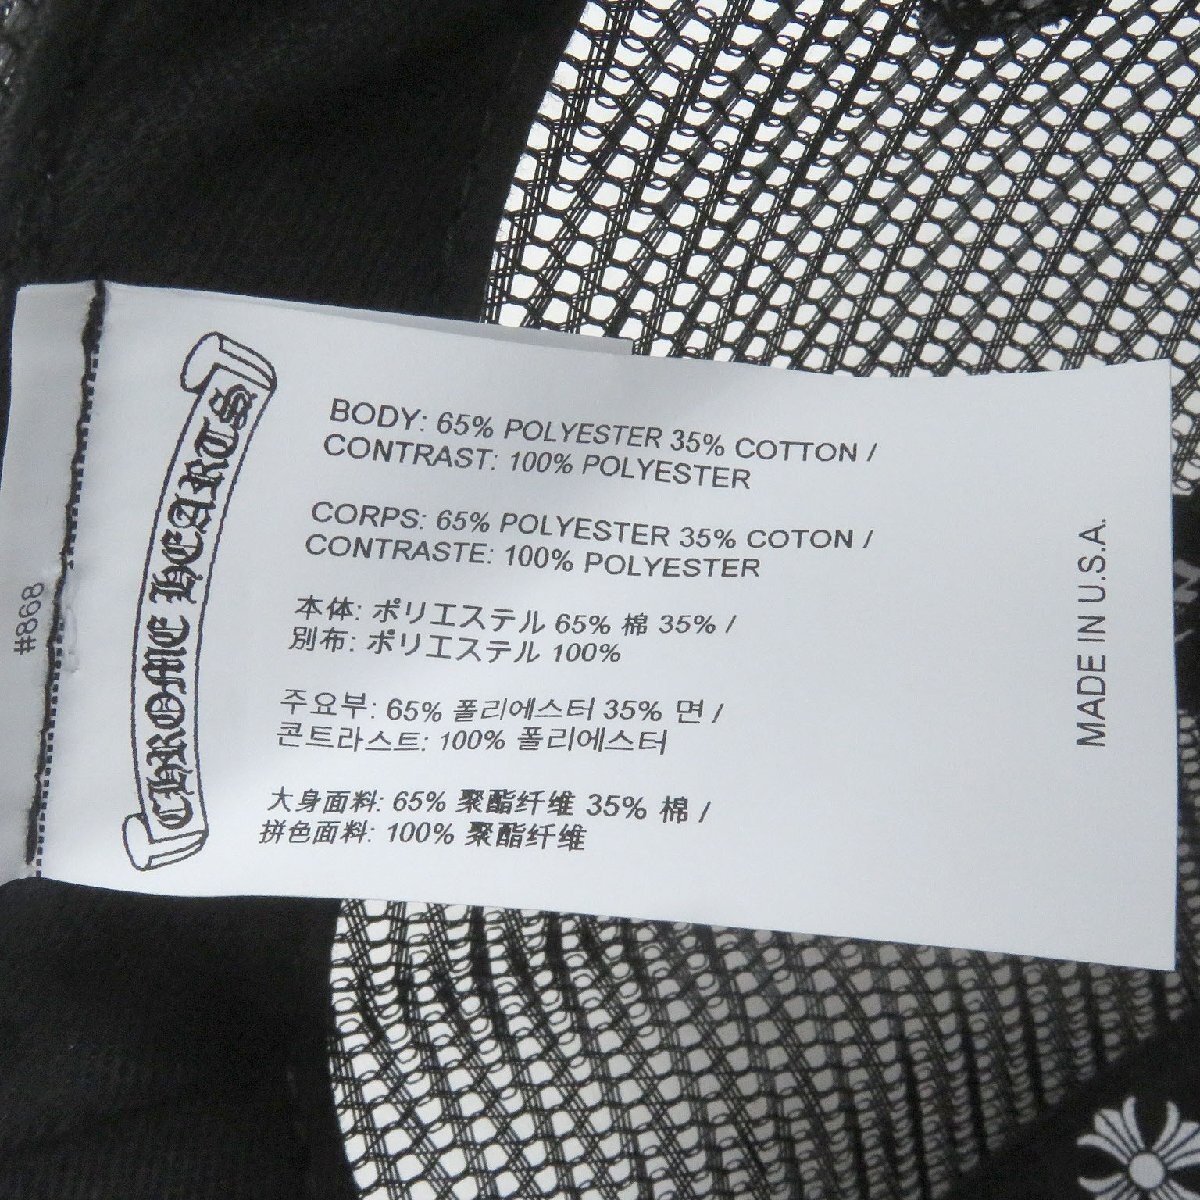 CHROME HEARTS
#868
BODY: 65% POLYESTER 35% COTTON /
CONTRAST: 100% POLYESTER
CORPS: 65% POLYESTER 35% COTON /
CONTRASTE: 100% POLYESTER
本体: ポリエステル 65% 棉 35% /
別布: ポリエステル 100%
주요부: 65% 폴리에스터 35% 면 /
콘트라스트: 100% 폴리에스터
大身面料: 65% 聚酯纤维 35% 棉 /
拼色面料: 100% 聚酯纤维
MADE IN U.S.A.